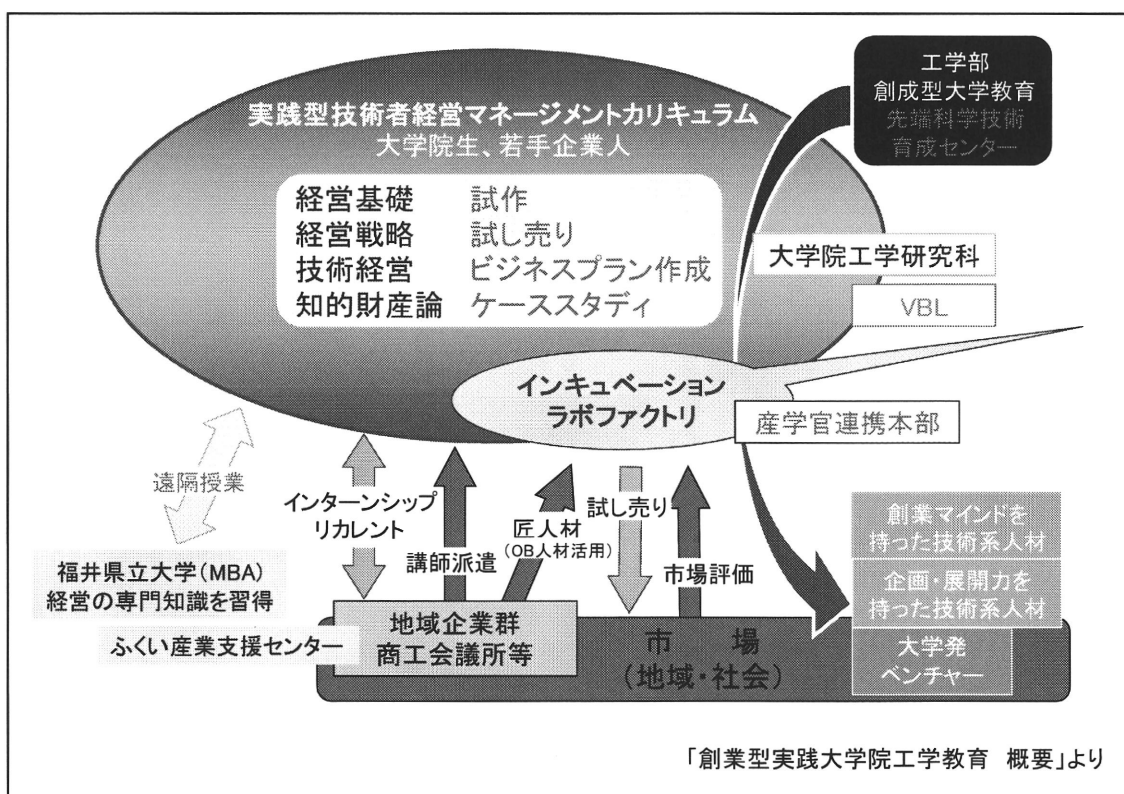 工学部
創成型大学教育
先端科学技術
育成センター
実践型技術者経営マネージメントカリキュラム
大学院生、若手企業人
経営基礎 試作
経営戦略 試し売り
技術経営 ビジネスプラン作成
知的財産論 ケーススタディ
大学院工学研究科
VBL
インキュベーション
ラボファクトリ
産学官連携本部
遠隔授業
インターンシップ
リカレント
講師派遣
匠人材
(OB人材活用)
試し売り
市場評価
創業マインドを
持った技術系人材
企画・展開力を
持った技術系人材
大学発
ベンチャー
福井県立大学(MBA)
経営の専門知識を習得
ふくい産業支援センター
地域企業群
商工会議所等
市 場
(地域・社会)
「創業型実践大学院工学教育 概要」より